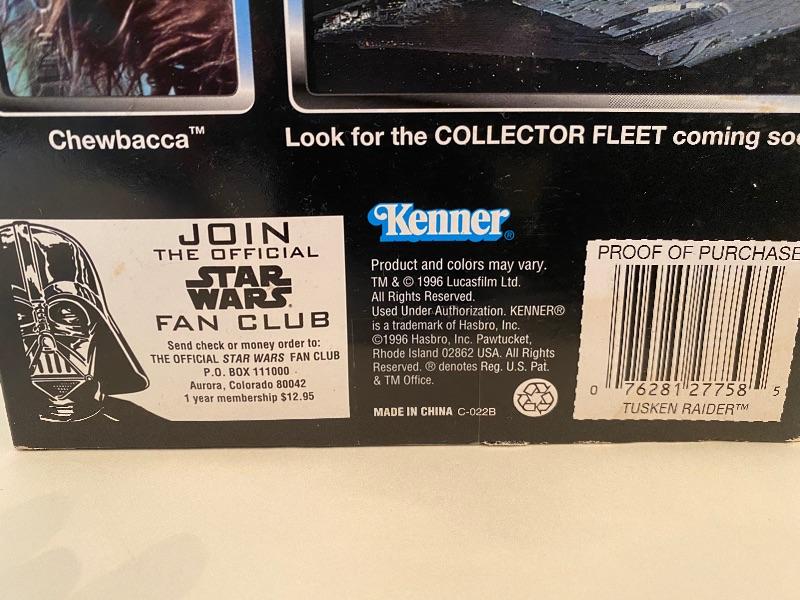 Chewbacca™
Look for the COLLECTOR FLEET coming soo
JOIN
THE OFFICIAL
STAR
WARS®
FAN CLUB
Send check or money order to:
THE OFFICIAL STAR WARS FAN CLUB
P.O. BOX 111000
Aurora, Colorado 80042
1 year membership $12.95
Kenner®
Product and colors may vary.
TM & © 1996 Lucasfilm Ltd.
All Rights Reserved.
Used Under Authorization. KENNER®
is a trademark of Hasbro, Inc.
©1996 Hasbro, Inc. Pawtucket,
Rhode Island 02862 USA. All Rights
Reserved. ® denotes Reg. U.S. Pat.
& TM Office.
MADE IN CHINA C-022B
PROOF OF PURCHASE
0 76281 27758 5
TUSKEN RAIDER™